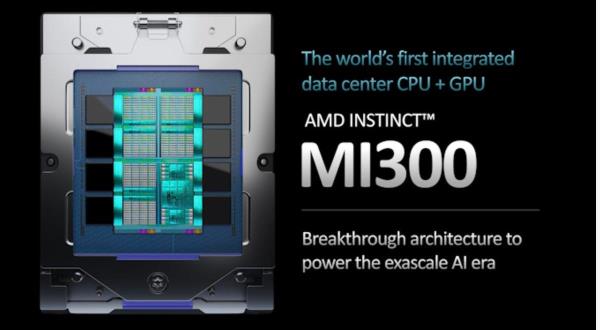 The world's first integrated
data center CPU + GPU
AMD INSTINCT™
MI300
Breakthrough architecture to
power the exascale AI era